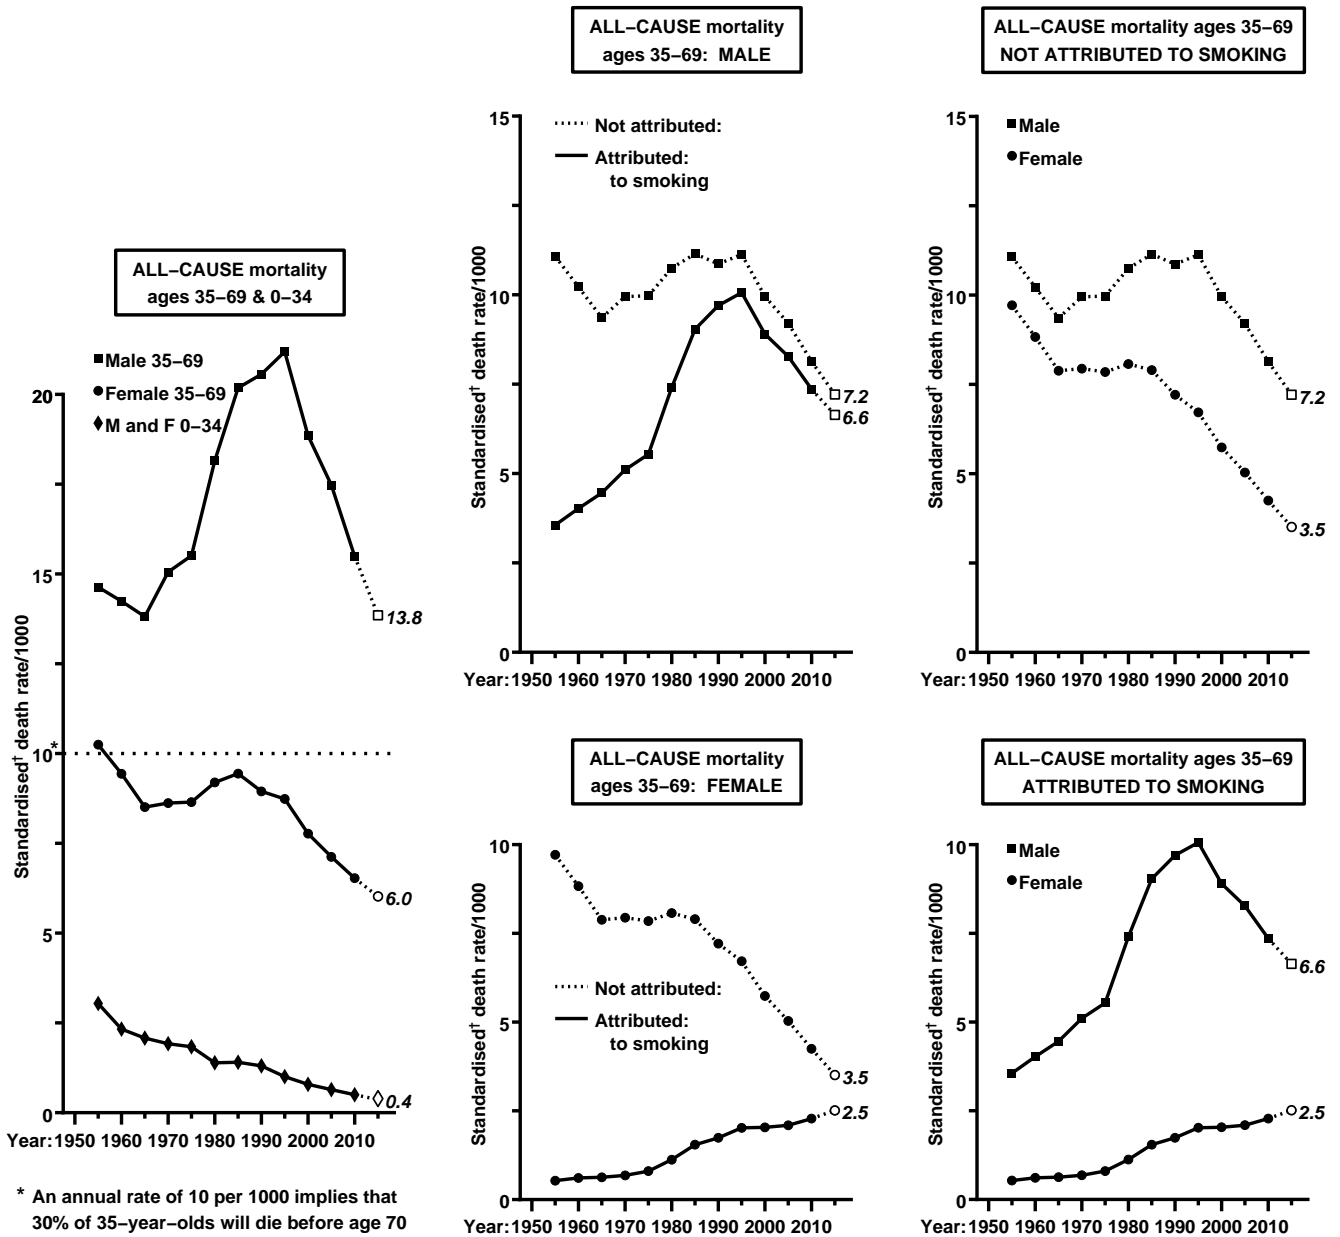 ALL–CAUSE mortality
ages 35–69 & 0–34
Male 35–69
Female 35–69
M and F 0–34
Standardised† death rate/1000
20
15
10*
5
0
13.8
6.0
0.4
Year: 1950 1960 1970 1980 1990 2000 2010
* An annual rate of 10 per 1000 implies that
30% of 35–year–olds will die before age 70
ALL–CAUSE mortality
ages 35–69: MALE
Not attributed:
Attributed:
to smoking
Standardised† death rate/1000
15
10
5
0
7.2
6.6
Year: 1950 1960 1970 1980 1990 2000 2010
ALL–CAUSE mortality ages 35–69
NOT ATTRIBUTED TO SMOKING
Male
Female
Standardised† death rate/1000
15
10
5
0
7.2
3.5
Year: 1950 1960 1970 1980 1990 2000 2010
ALL–CAUSE mortality
ages 35–69: FEMALE
Not attributed:
Attributed:
to smoking
Standardised† death rate/1000
10
5
0
3.5
2.5
Year: 1950 1960 1970 1980 1990 2000 2010
ALL–CAUSE mortality ages 35–69
ATTRIBUTED TO SMOKING
Male
Female
Standardised† death rate/1000
10
5
0
6.6
2.5
Year: 1950 1960 1970 1980 1990 2000 2010